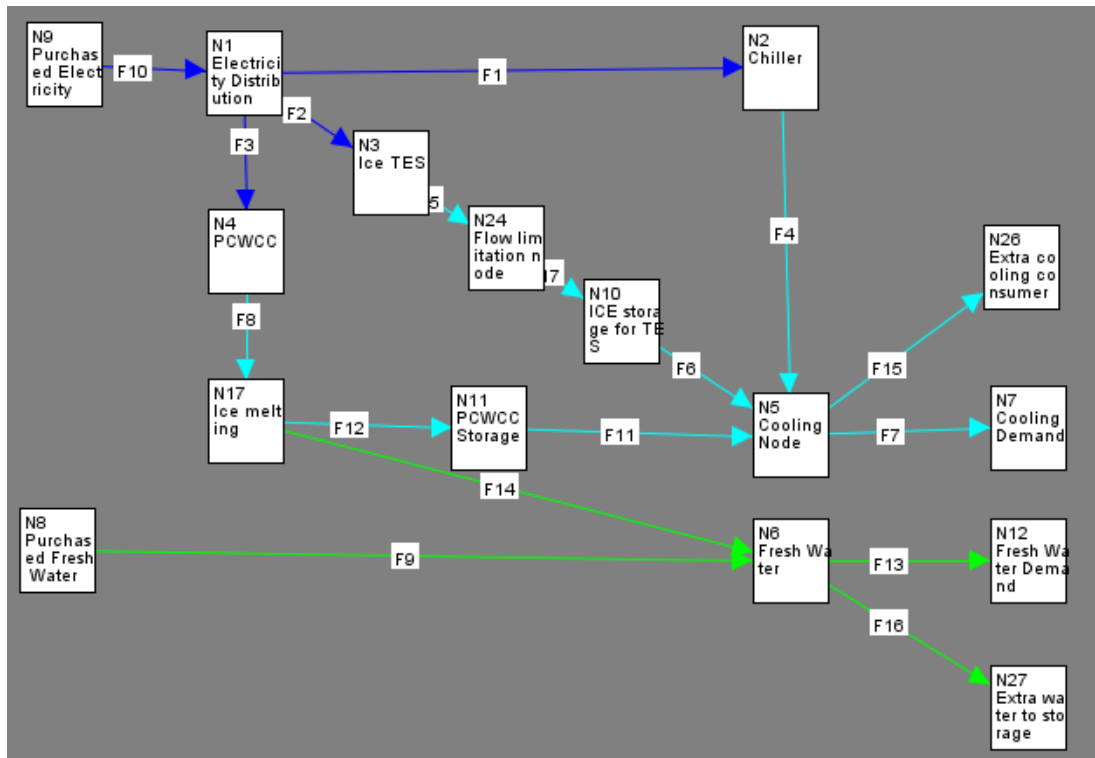 N9
Purchas
ed Elect
ricity
F10
N1
Electrici
ty Distrib
ution
F1
N2
Chiller
F2
F3
N3
Ice TES
5
N4
PCWCC
N24
Flow lim
itation n
ode
17
N10
ICE stora
ge for TE
S
F4
N26
Extra co
oling co
nsumer
F8
F6
F15
N17
Ice melt
ing
F12
N11
PCWCC
Storage
F11
N5
Cooling
Node
F7
N7
Cooling
Demand
F14
N8
Purchas
ed Fresh
Water
F9
N6
Fresh Wa
ter
F13
N12
Fresh Wa
ter Dema
nd
F16
N27
Extra wa
ter to sto
rage